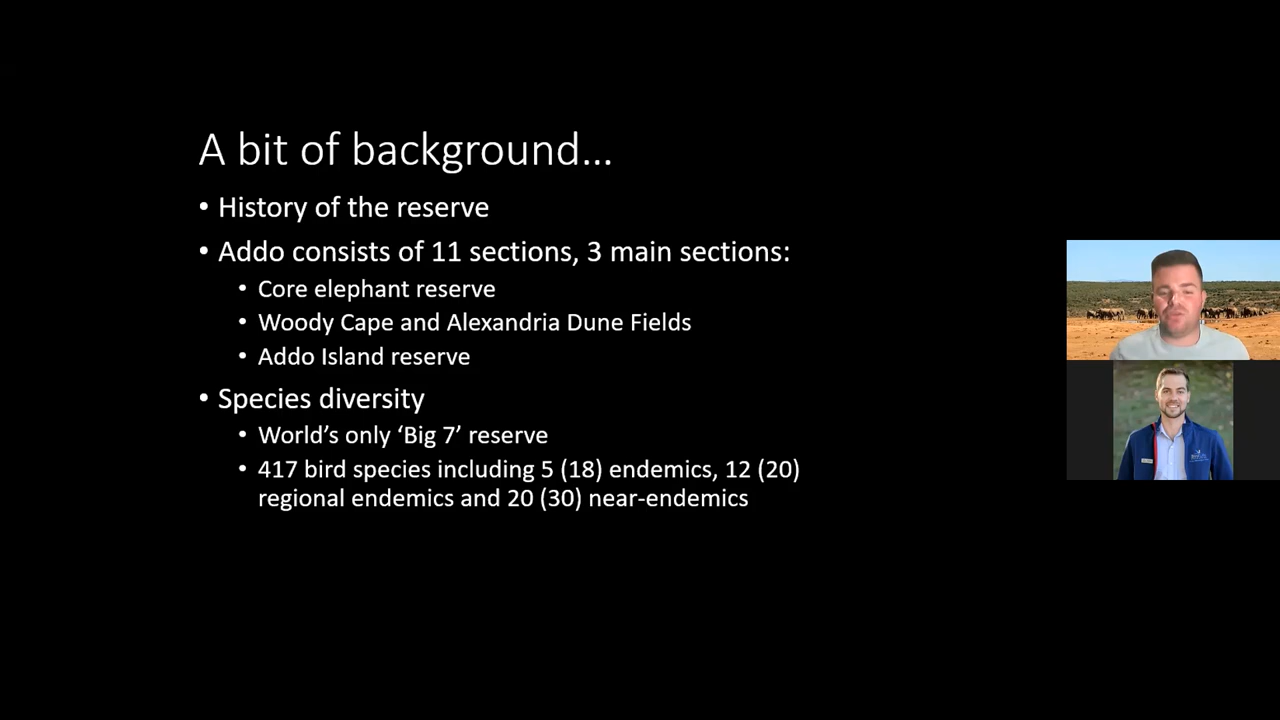 A bit of background...
• History of the reserve
• Addo consists of 11 sections, 3 main sections:
• Core elephant reserve
• Woody Cape and Alexandria Dune Fields
• Addo Island reserve
• Species diversity
• World's only ‘Big 7’ reserve
• 417 bird species including 5 (18) endemics, 12 (20)
regional endemics and 20 (30) near-endemics